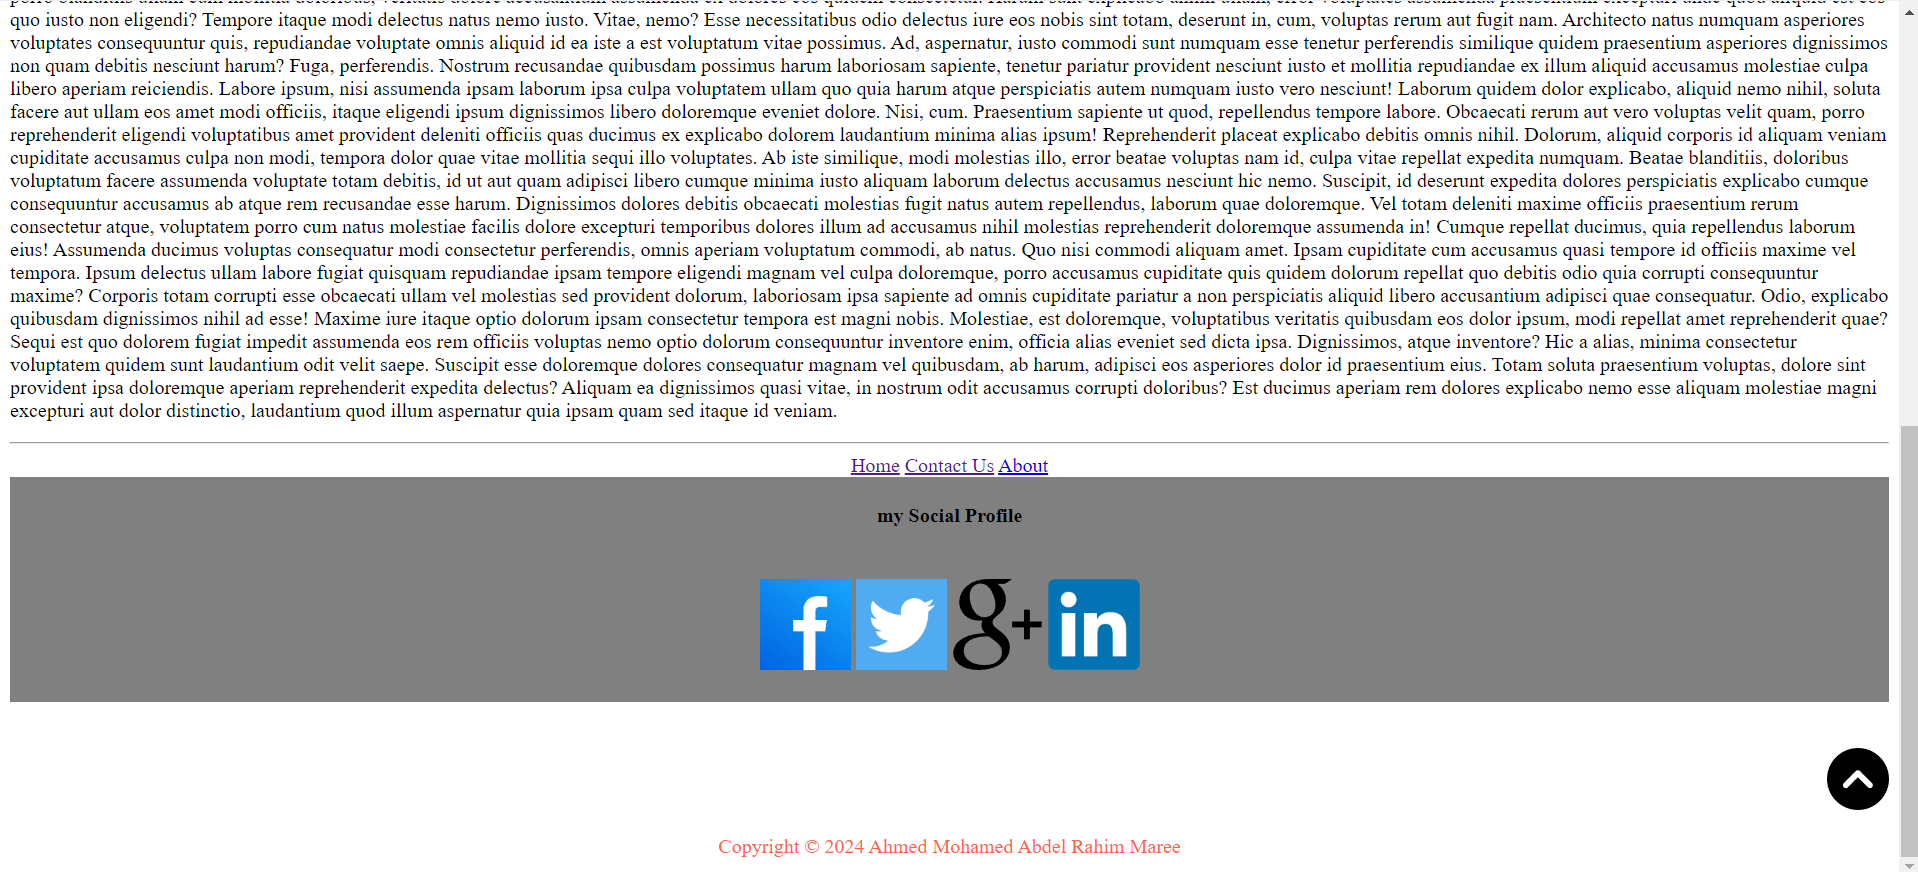 quo iusto non eligendi? Tempore itaque modi delectus natus nemo iusto. Vitae, nemo? Esse necessitatibus odio delectus iure eos nobis sint totam, deserunt in, cum, voluptas rerum aut fugit nam. Architecto natus numquam asperiores
voluptates consequuntur quis, repudiandae voluptate omnis aliquid id ea iste a est voluptatum vitae possimus. Ad, aspernatur, iusto commodi sunt numquam esse tenetur perferendis similique quidem praesentium asperiores dignissimos
non quam debitis nesciunt harum? Fuga, perferendis. Nostrum recusandae quibusdam possimus harum laboriosam sapiente, tenetur pariatur provident nesciunt iusto et mollitia repudiandae ex illum aliquid accusamus molestiae culpa
libero aperiam reiciendis. Labore ipsum, nisi assumenda ipsam laborum ipsa culpa voluptatem ullam quo quia harum atque perspiciatis autem numquam iusto vero nesciunt! Laborum quidem dolor explicabo, aliquid nemo nihil, soluta
facere aut ullam eos amet modi officiis, itaque eligendi ipsum dignissimos libero doloremque eveniet dolore. Nisi, cum. Praesentium sapiente ut quod, repellendus tempore labore. Obcaecati rerum aut vero voluptas velit quam, porro
reprehenderit eligendi voluptatibus amet provident deleniti officiis quas ducimus ex explicabo dolorem laudantium minima alias ipsum! Reprehenderit placeat explicabo debitis omnis nihil. Dolorum, aliquid corporis id aliquam veniam
cupiditate accusamus culpa non modi, tempora dolor quae vitae mollitia sequi illo voluptates. Ab iste similique, modi molestias illo, error beatae voluptas nam id, culpa vitae repellat expedita numquam. Beatae blanditiis, doloribus
voluptatum facere assumenda voluptate totam debitis, id ut aut quam adipisci libero cumque minima iusto aliquam laborum delectus accusamus nesciunt hic nemo. Suscipit, id deserunt expedita dolores perspiciatis explicabo cumque
consequuntur accusamus ab atque rem recusandae esse harum. Dignissimos dolores debitis obcaecati molestias fugit natus autem repellendus, laborum quae doloremque. Vel totam deleniti maxime officiis praesentium rerum
consectetur atque, voluptatem porro cum natus molestiae facilis dolore excepturi temporibus dolores illum ad accusamus nihil molestias reprehenderit doloremque assumenda in! Cumque repellat ducimus, quia repellendus laborum
eius! Assumenda ducimus voluptas consequatur modi consectetur perferendis, omnis aperiam voluptatum commodi, ab natus. Quo nisi commodi aliquam amet. Ipsam cupiditate cum accusamus quasi tempore id officiis maxime vel
tempora. Ipsum delectus ullam labore fugiat quisquam repudiandae ipsam tempore eligendi magnam vel culpa doloremque, porro accusamus cupiditate quis quidem dolorum repellat quo debitis odio quia corrupti consequuntur
maxime? Corporis totam corrupti esse obcaecati ullam vel molestias sed provident dolorum, laboriosam ipsa sapiente ad omnis cupiditate pariatur a non perspiciatis aliquid libero accusantium adipisci quae consequatur. Odio, explicabo
quibusdam dignissimos nihil ad esse! Maxime iure itaque optio dolorum ipsam consectetur tempora est magni nobis. Molestiae, est doloremque, voluptatibus veritatis quibusdam eos dolor ipsum, modi repellat amet reprehenderit quae?
Sequi est quo dolorem fugiat impedit assumenda eos rem officiis voluptas nemo optio dolorum consequuntur inventore enim, officia alias eveniet sed dicta ipsa. Dignissimos, atque inventore? Hic a alias, minima consectetur
voluptatem quidem sunt laudantium odit velit saepe. Suscipit esse doloremque dolores consequatur magnam vel quibusdam, ab harum, adipisci eos asperiores dolor id praesentium eius. Totam soluta praesentium voluptas, dolore sint
provident ipsa doloremque aperiam reprehenderit expedita delectus? Aliquam ea dignissimos quasi vitae, in nostrum odit accusamus corrupti doloribus? Est ducimus aperiam rem dolores explicabo nemo esse aliquam molestiae magni
excepturi aut dolor distinctio, laudantium quod illum aspernatur quia ipsam quam sed itaque id veniam.
Home Contact Us About
my Social Profile
f g+ in
Copyright © 2024 Ahmed Mohamed Abdel Rahim Maree